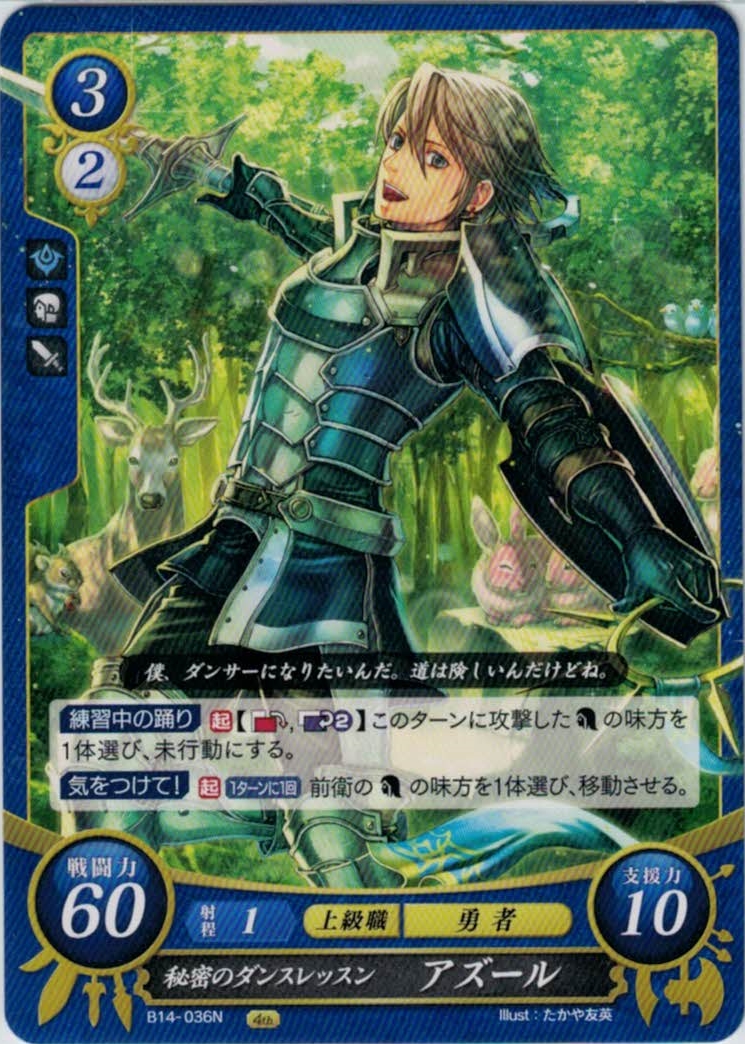 3
2
僕、ダンサーになりたいんだ。道は険しいんだけどね。
練習中の踊り 起【 , 2】このターンに攻撃した の味方を
1体選び、未行動にする。
気をつけて! 起 1ターンに1回 前衛の の味方を1体選び、移動させる。
戦闘力
60
射程 1 上級職 勇者
支援力
10
秘密のダンスレッスン アズール
B14-036N 4th Illust:たかや友英